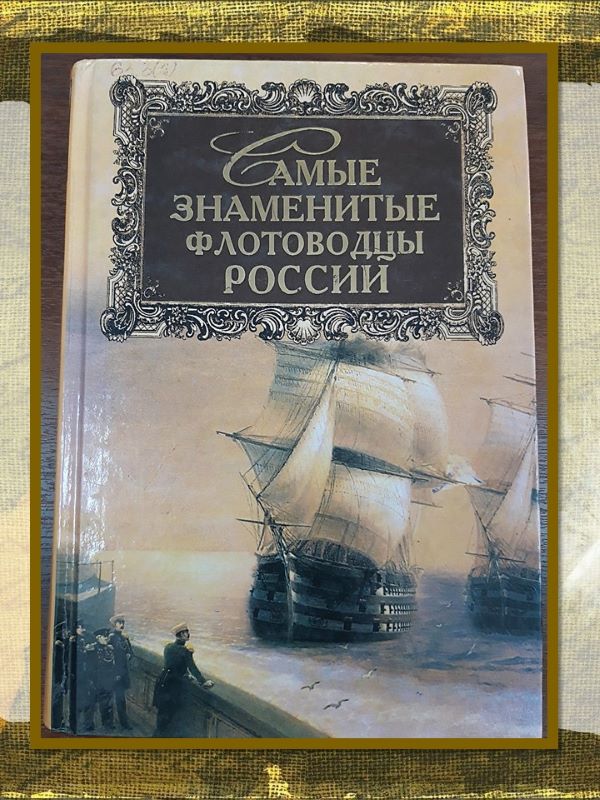 Самые
знаменитые
флотоводцы
России